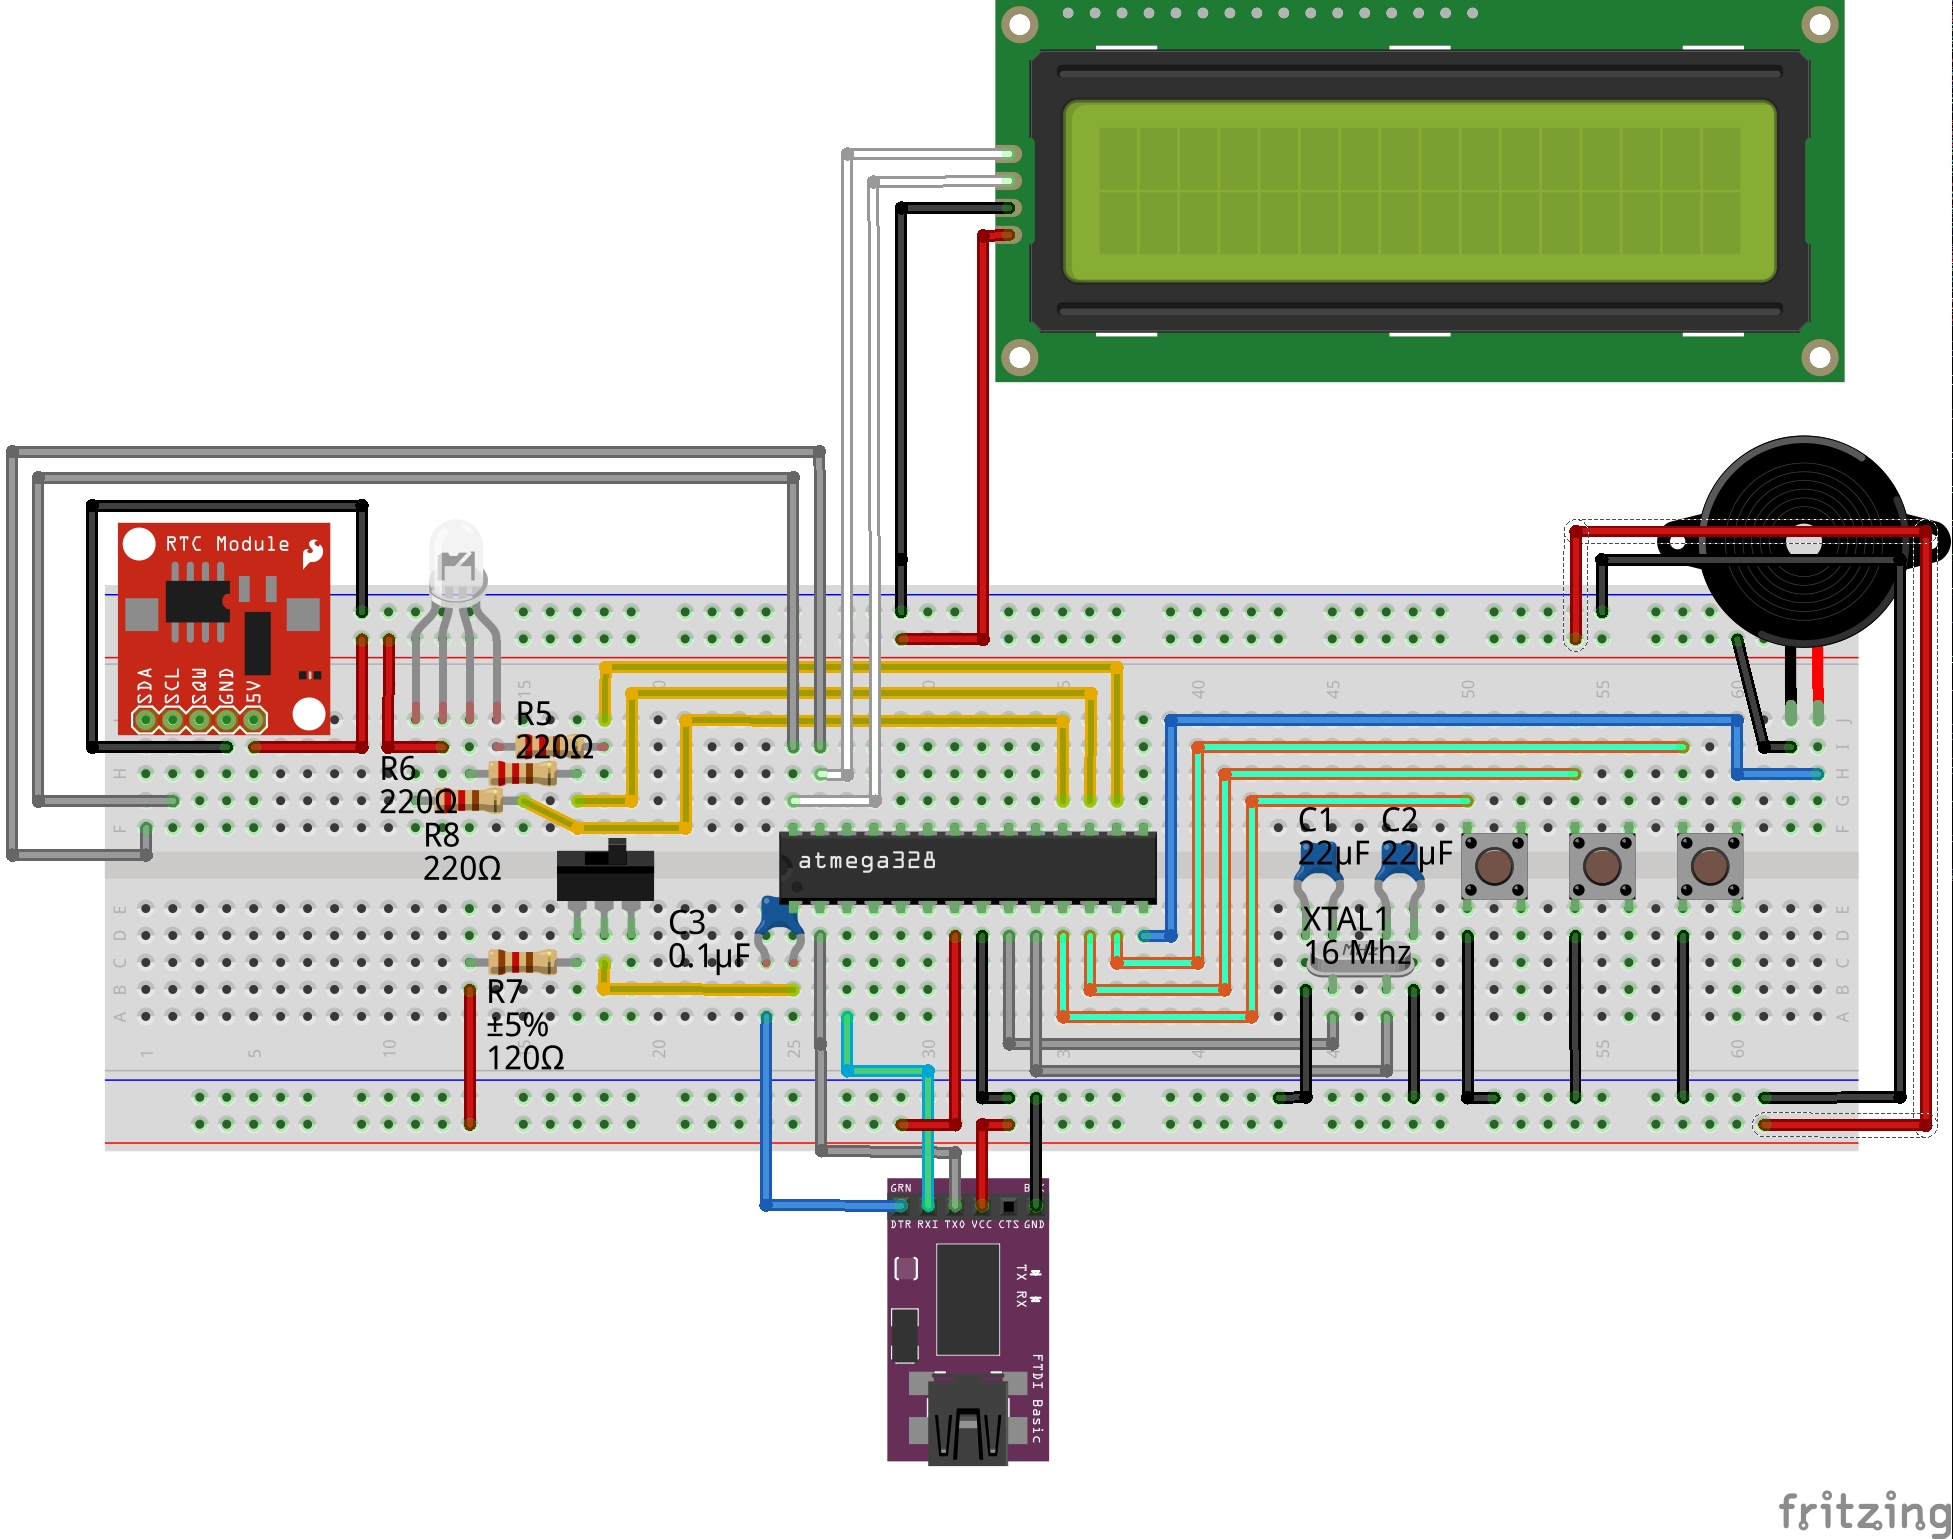 RTC Module
SDA
SCL
SQW
GND
5V
15
40
45
50
55
60
J
I
H
G
F
R5
220Ω
R6
220Ω
R8
220Ω
atmega328
C1
22µF
C2
22µF
XTAL1
16 Mhz
C3
0.1µF
R7
±5%
120Ω
E
D
C
B
A
1
5
10
20
25
30
55
60
GRN
DTR RXI TXO VCC CTS GND
TX RX
FTDI Basic
fritzing